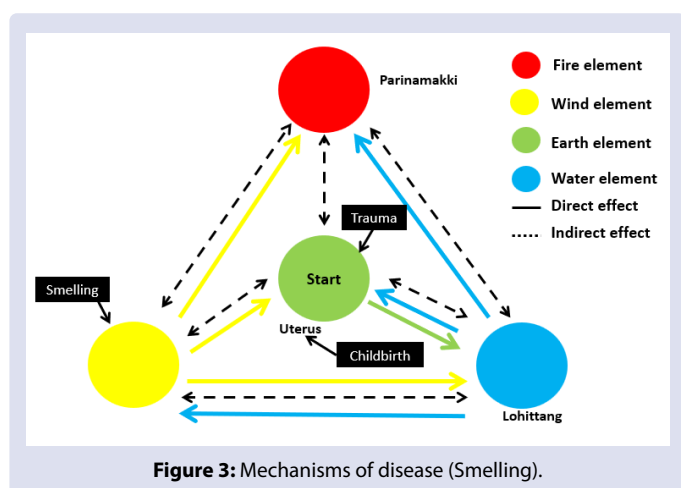 Parinamakki
Fire element
Wind element
Earth element
Water element
Direct effect
Indirect effect
Trauma
Smelling
Start
Uterus
Childbirth
Lohittang
Figure 3: Mechanisms of disease (Smelling).